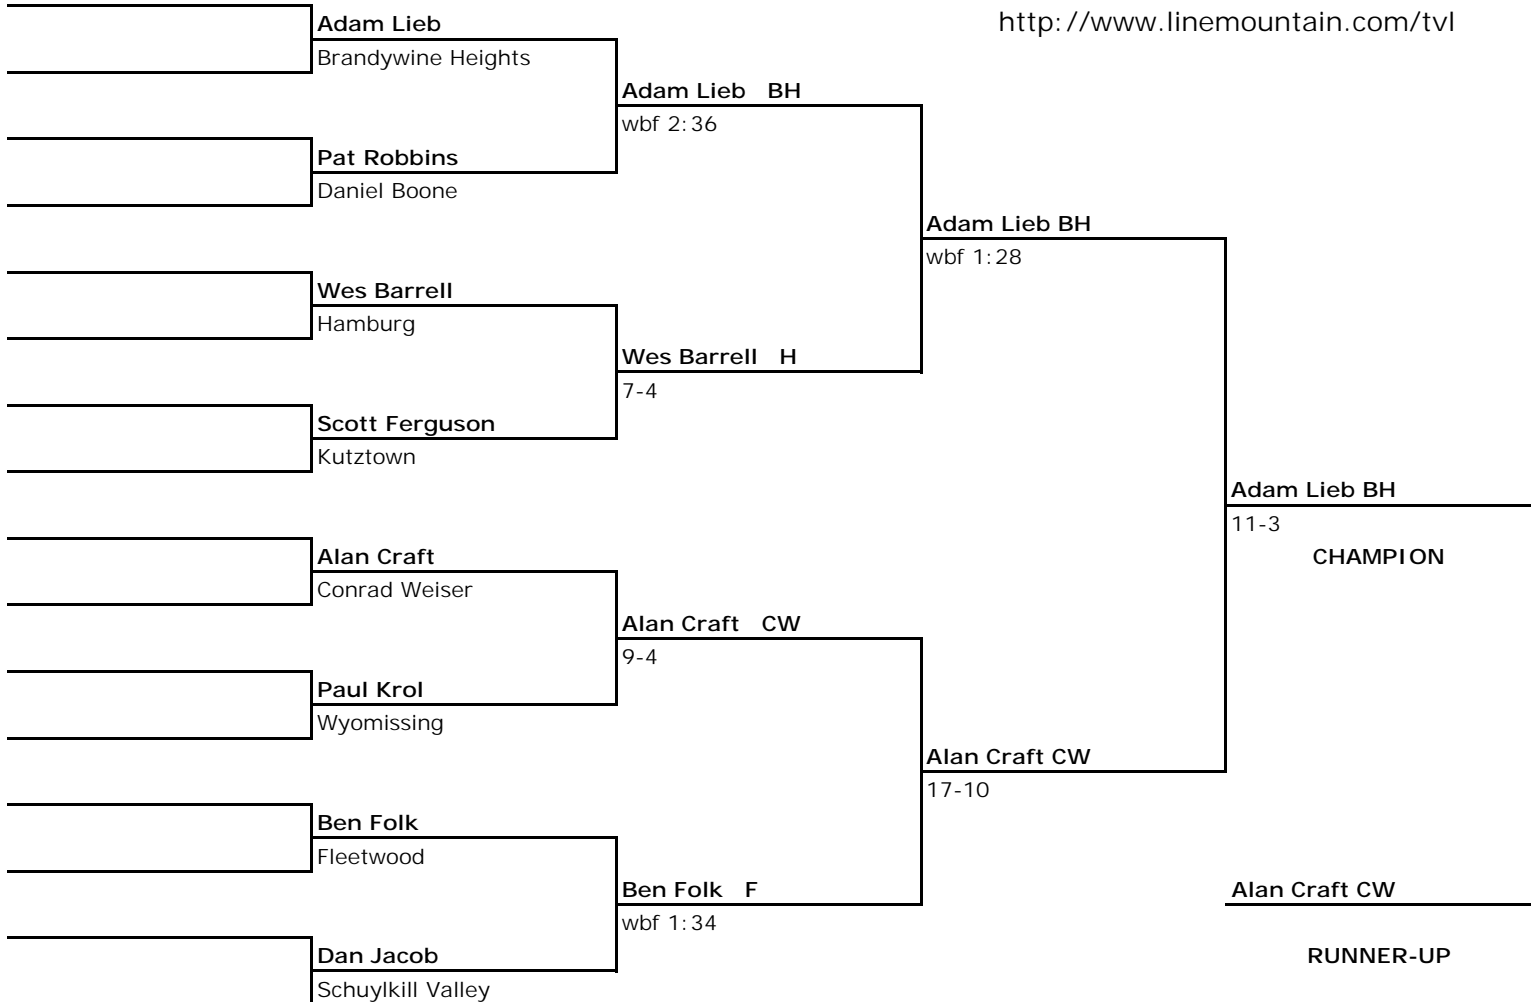 Adam Lieb
http://www.linemountain.com/tvl
Brandywine Heights
Adam Lieb BH
wbf 2:36
Pat Robbins
Daniel Boone
Adam Lieb BH
wbf 1:28
Wes Barrell
Hamburg
Wes Barrell H
7-4
Scott Ferguson
Kutztown
Adam Lieb BH
11-3
CHAMPION
Alan Craft
Conrad Weiser
Alan Craft CW
9-4
Paul Krol
Wyomissing
Alan Craft CW
17-10
Ben Folk
Fleetwood
Ben Folk F
wbf 1:34
Alan Craft CW
RUNNER-UP
Dan Jacob
Schuylkill Valley